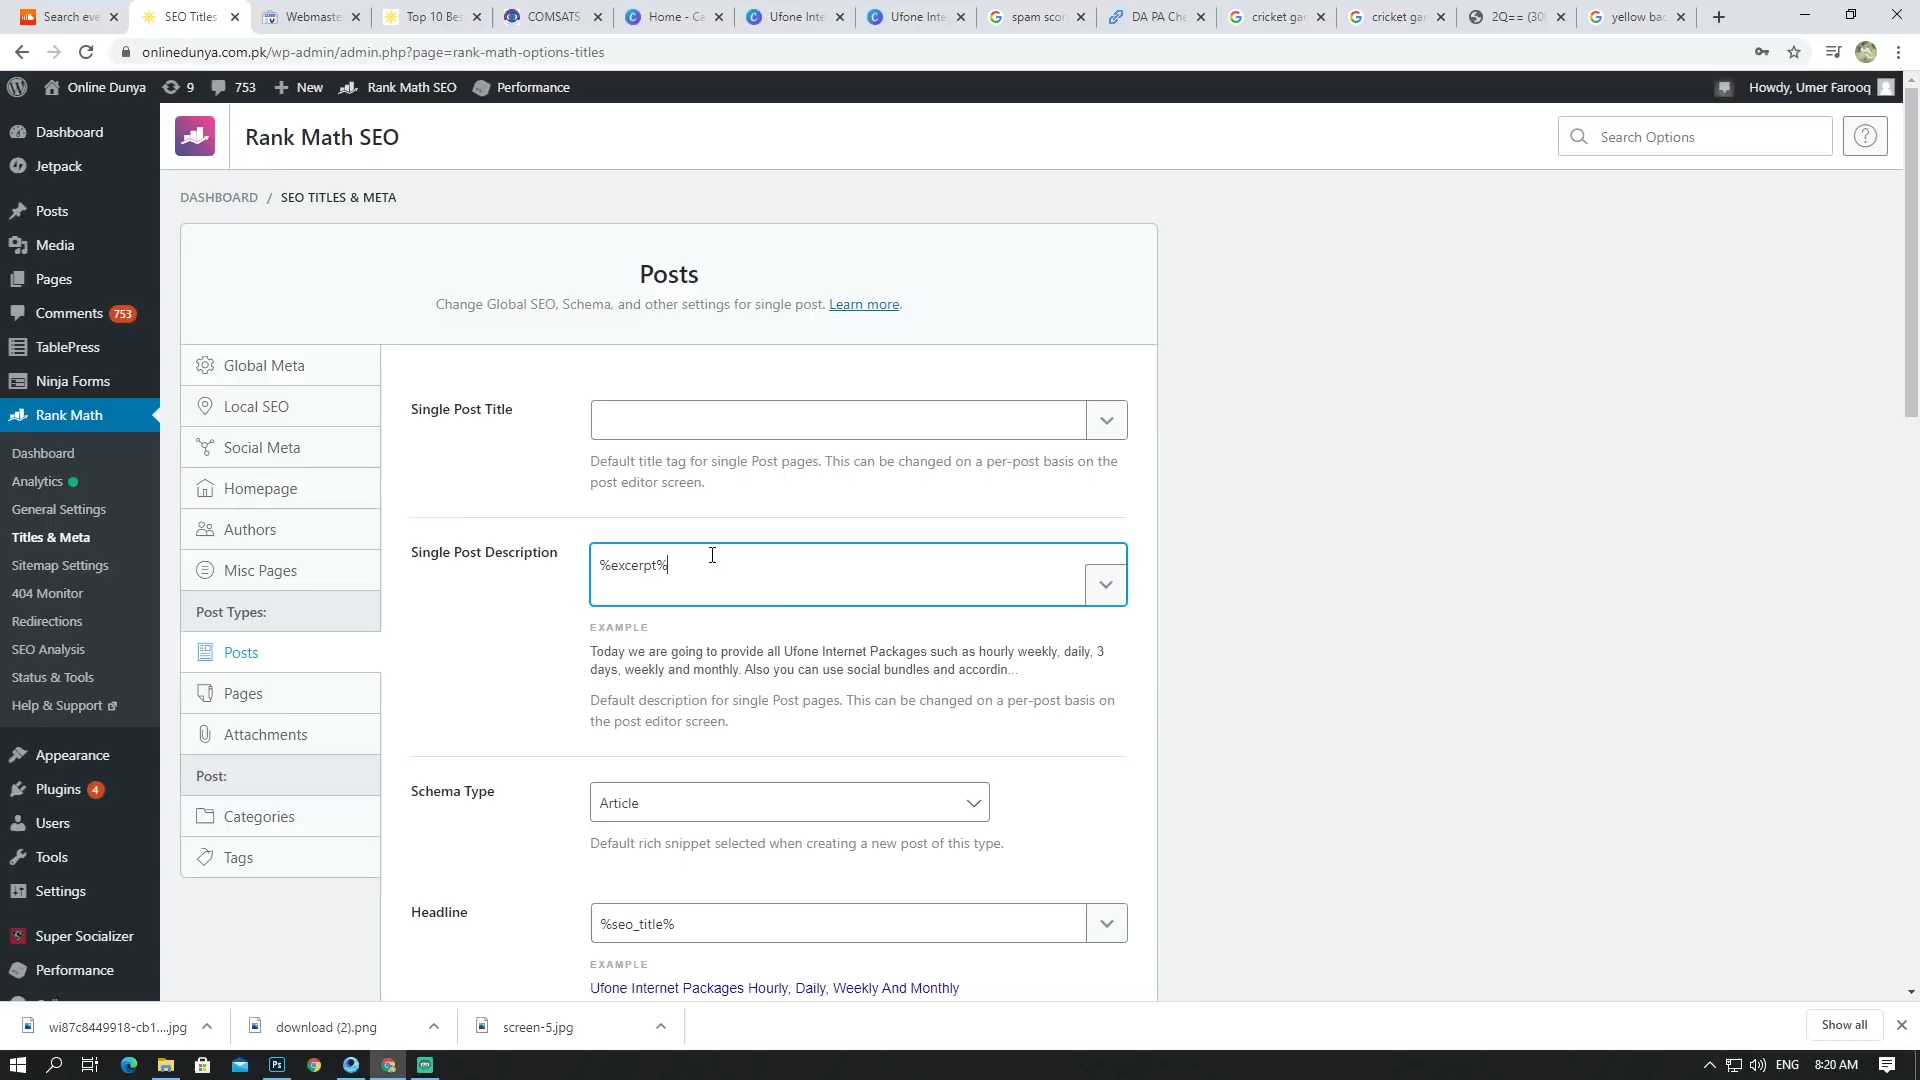 Search eve
SEO Titles
Webmaste
Top 10 Bes
COMSATS
Home - Ca
Ufone Inte
Ufone Inte
spam scor
DA PA Che
cricket gar
cricket gar
2Q== (300
yellow bac
onlinedunya.com.pk/wp-admin/admin.php?page=rank-math-options-titles
Online Dunya
9
753
New
Rank Math SEO
Performance
Howdy, Umer Farooq
Dashboard
Jetpack
Posts
Media
Pages
Comments 753
TablePress
Ninja Forms
Rank Math
Dashboard
Analytics
General Settings
Titles & Meta
Sitemap Settings
404 Monitor
Redirections
SEO Analysis
Status & Tools
Help & Support
Appearance
Plugins 4
Users
Tools
Settings
Super Socializer
Performance
Rank Math SEO
Search Options
DASHBOARD / SEO TITLES & META
Posts
Change Global SEO, Schema, and other settings for single post. Learn more.
Global Meta
Local SEO
Social Meta
Homepage
Authors
Misc Pages
Post Types:
Posts
Pages
Attachments
Post:
Categories
Tags
Single Post Title
Default title tag for single Post pages. This can be changed on a per-post basis on the
post editor screen.
Single Post Description
%excerpt%
EXAMPLE
Today we are going to provide all Ufone Internet Packages such as hourly weekly, daily, 3
days, weekly and monthly. Also you can use social bundles and accordin...
Default description for single Post pages. This can be changed on a per-post basis on
the post editor screen.
Schema Type
Article
Default rich snippet selected when creating a new post of this type.
Headline
%seo_title%
EXAMPLE
Ufone Internet Packages Hourly, Daily, Weekly And Monthly
wi87c8449918-cb1....jpg
download (2).png
screen-5.jpg
Show all
Ps
ENG
8:20 AM